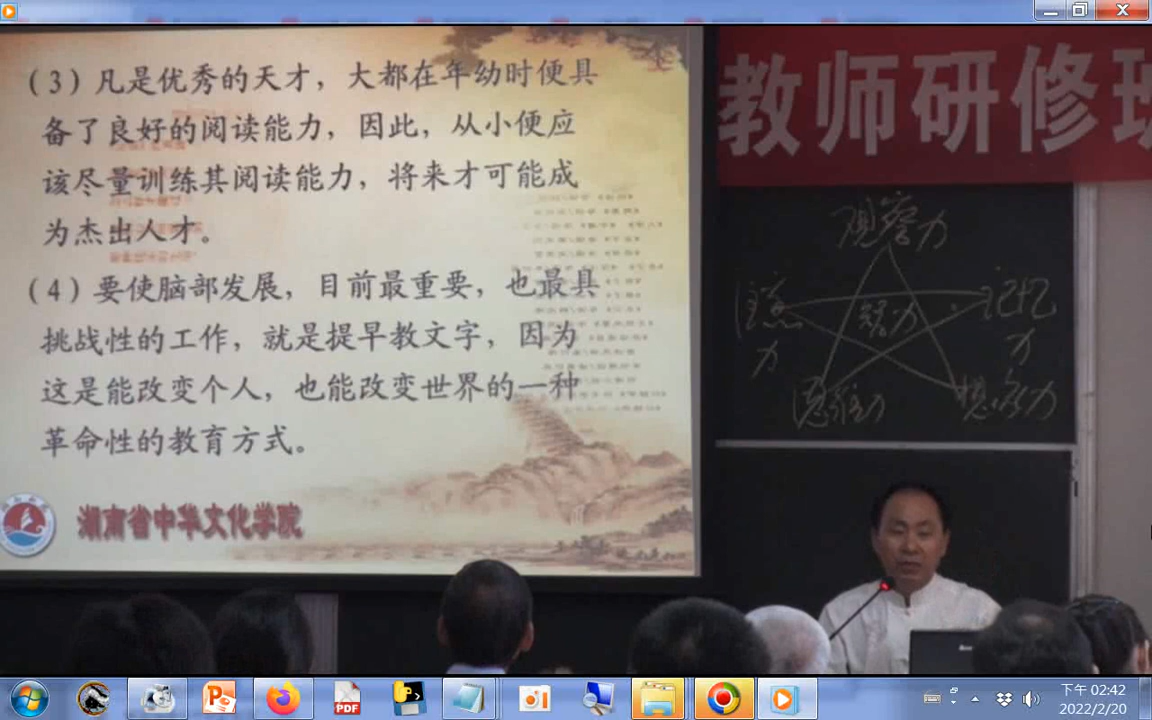 (3)凡是优秀的天才，大都在年幼时便具
备了良好的阅读能力，因此，从小便应
该尽量训练其阅读能力，将来才可能成
为杰出人才。
(4)要使脑部发展，目前最重要，也最具
挑战性的工作，就是提早教文字，因为
这是能改变个人，也能改变世界的一种
革命性的教育方式。
湖南省中华文化学院
教师研修班
观察力
注意力
智力
记忆力
思维力
想象力
PDF
下午 02:42
2022/2/20